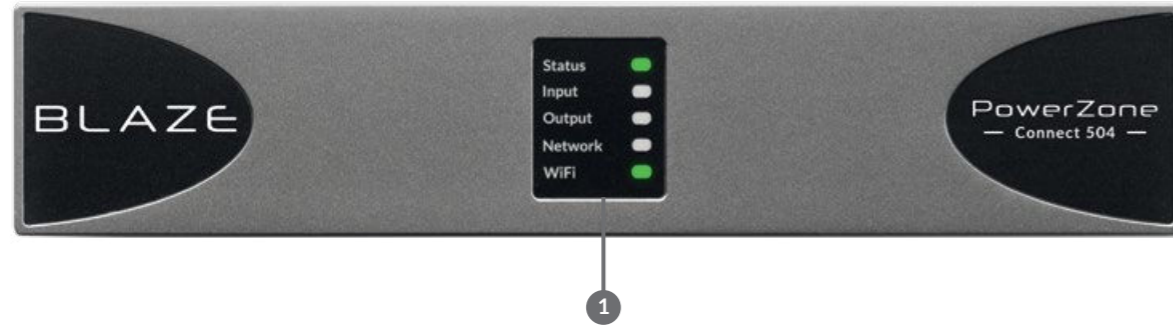 BLAZE
Status
Input
Output
Network
WiFi
PowerZone
— Connect 504 —
1